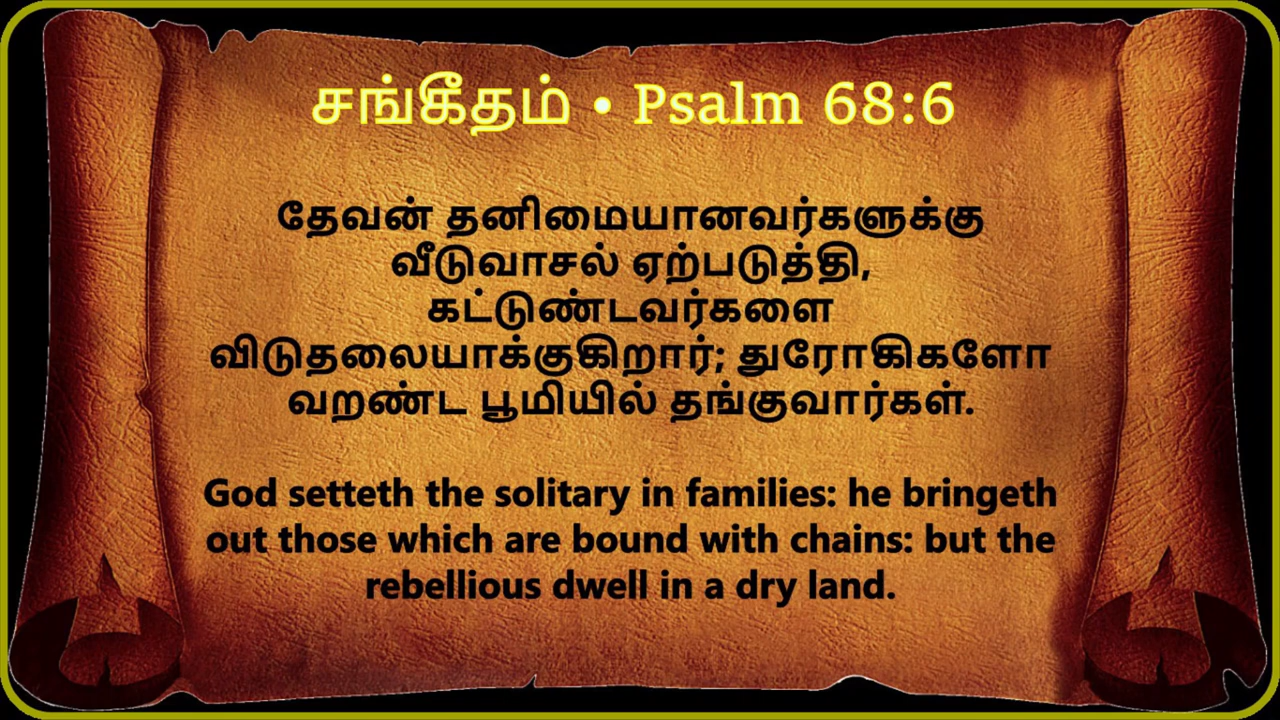 சங்கீதம் • Psalm 68:6
தேவன் தனிமையானவர்களுக்கு
வீடுவாசல் ஏற்படுத்தி,
கட்டுண்டவர்களை
விடுதலையாக்குகிறார்; துரோகிகளோ
வறண்ட பூமியில் தங்குவார்கள்.
God setteth the solitary in families: he bringeth
out those which are bound with chains: but the
rebellious dwell in a dry land.